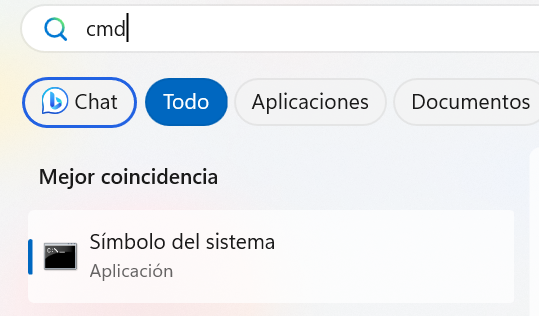 cmd
Chat Todo Aplicaciones Documentos
Mejor coincidencia
Símbolo del sistema
Aplicación